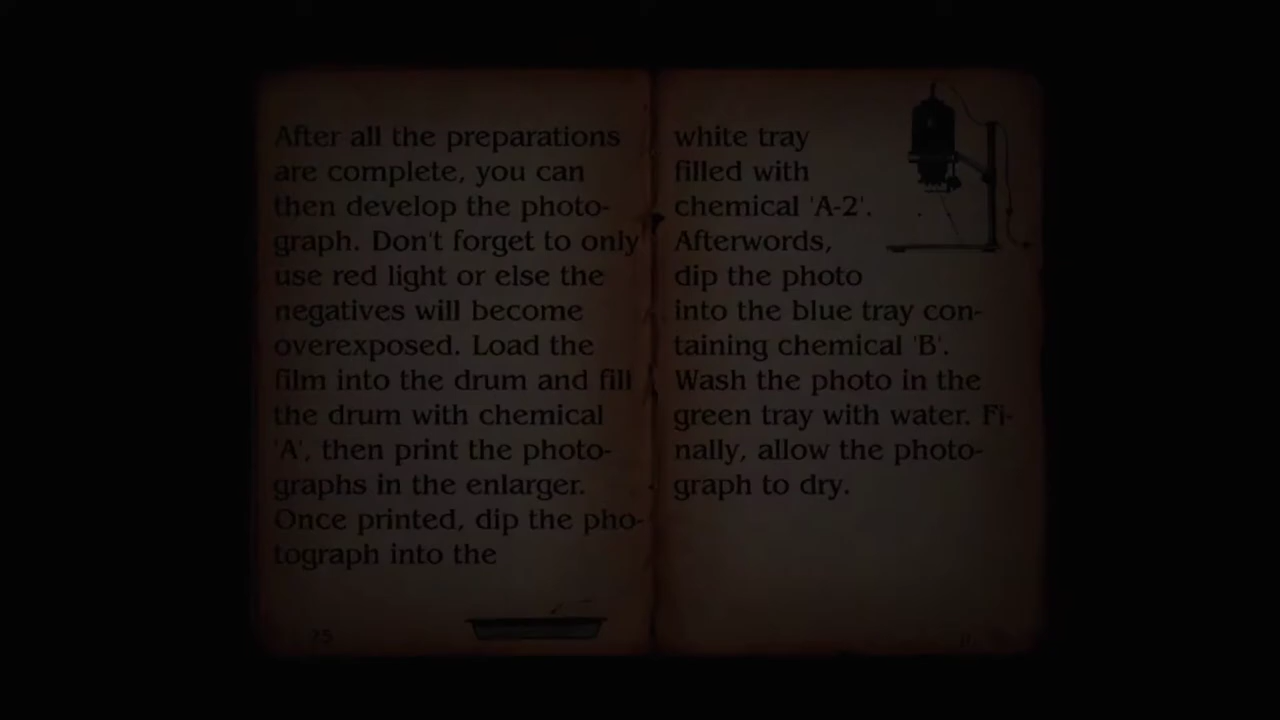 After all the preparations
are complete, you can
then develop the photo-
graph. Don't forget to only
use red light or else the
negatives will become
overexposed. Load the
film into the drum and fill
the drum with chemical
'A', then print the photo-
graphs in the enlarger.
Once printed, dip the pho-
tograph into the
75
white tray
filled with
chemical 'A-2'.
Afterwords,
dip the photo
into the blue tray con-
taining chemical 'B'.
Wash the photo in the
green tray with water. Fi-
nally, allow the photo-
graph to dry.